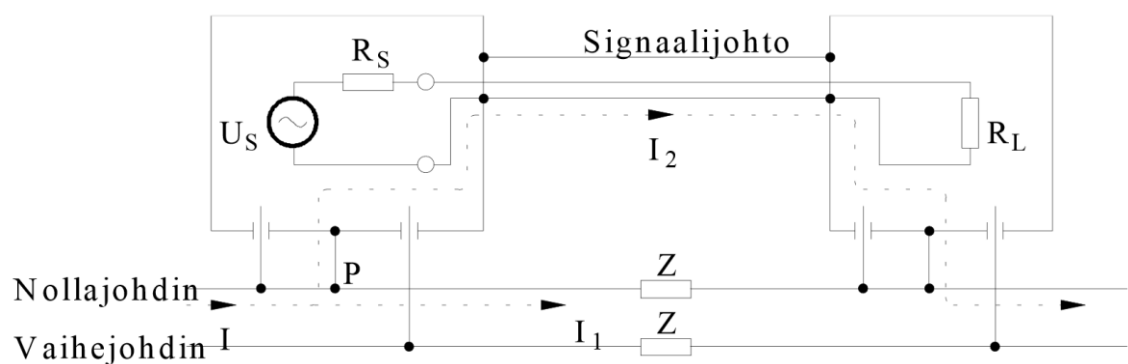 Signaalijohto
R_S
U_S
I_2
R_L
P
Z
Nollajohdin
I
I_1
Z
Vaihejohdin